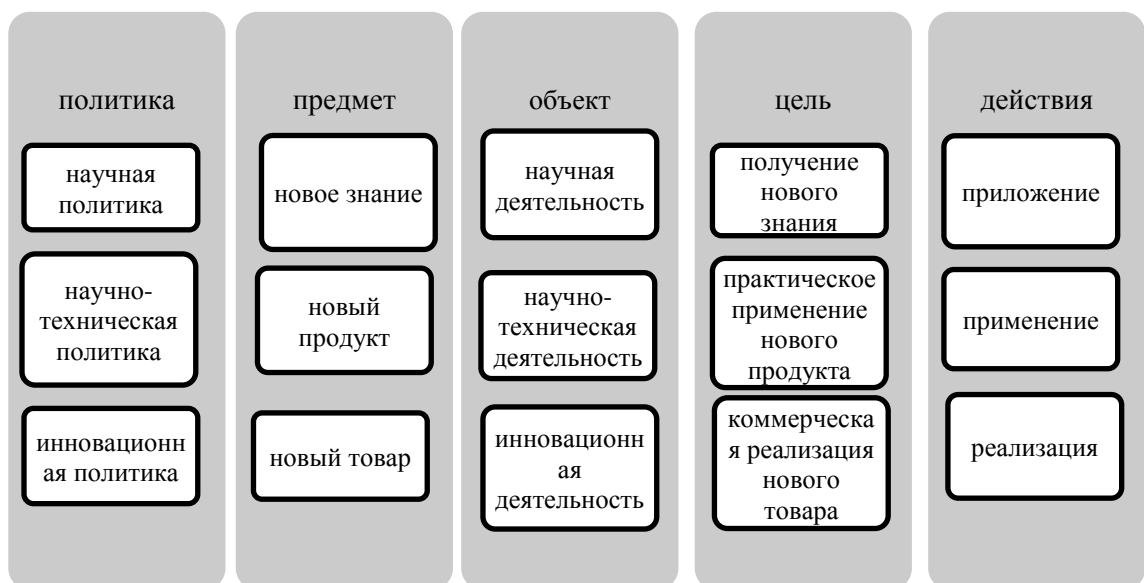 политика
научная
политика
научно-
техническая
политика
инновационн
ая политика
предмет
новое знание
новый
продукт
новый товар
объект
научная
деятельность
научно-
техническая
деятельность
инновационн
ая
деятельность
цель
получение
нового
знания
практическое
применение
нового
продукта
коммерческа
я реализация
нового
товара
действия
приложение
применение
реализация